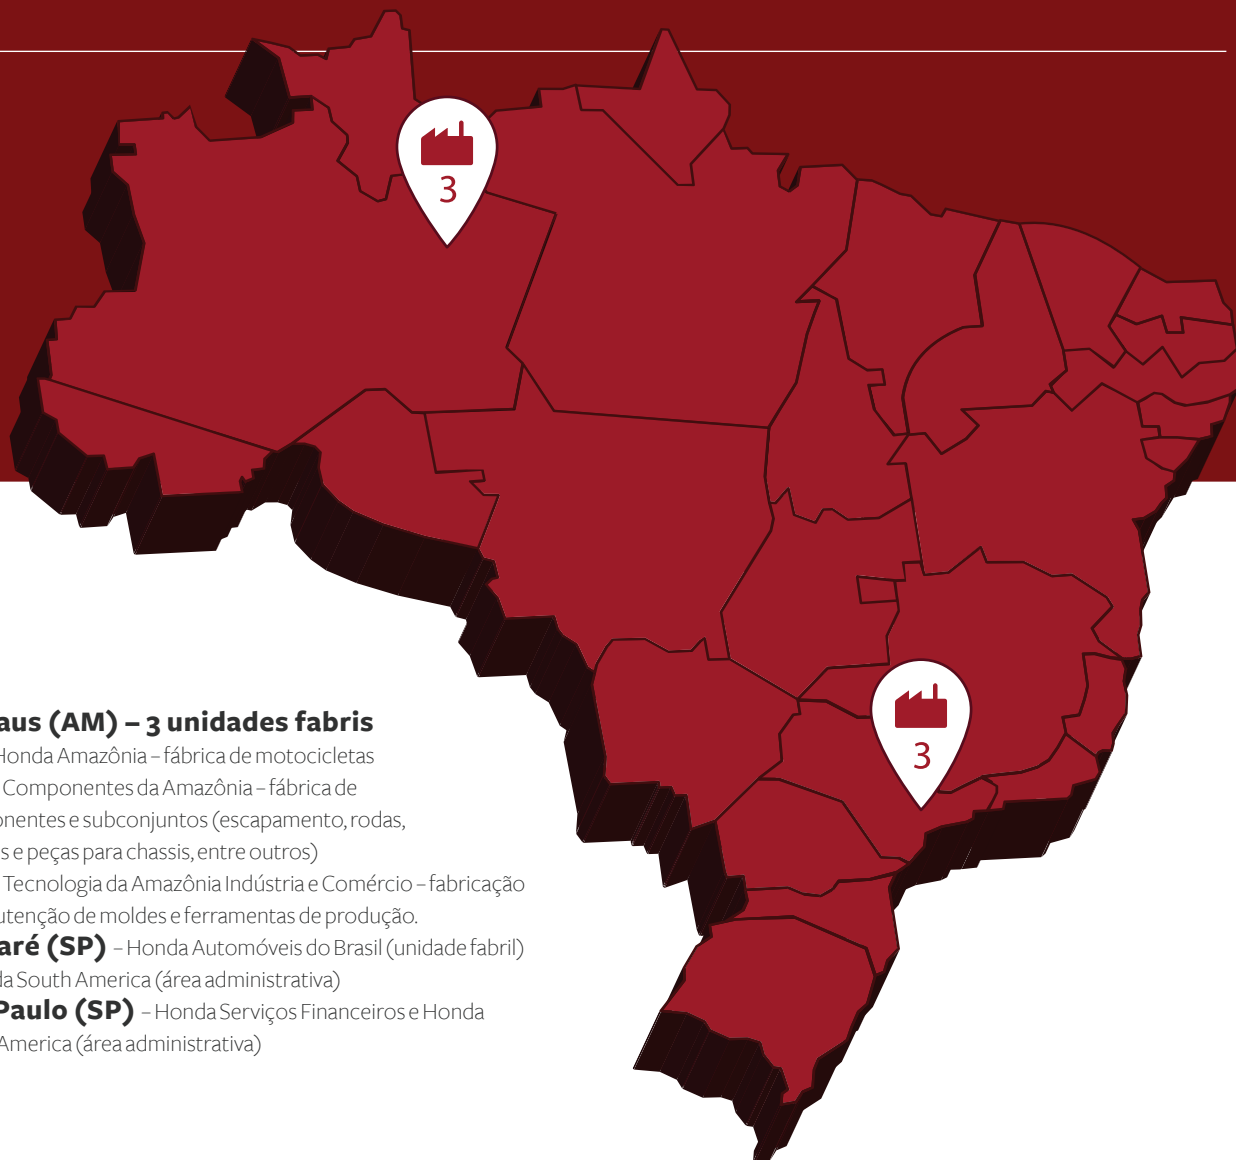 3
3
aus (AM) – 3 unidades fabris
Honda Amazônia – fábrica de motocicletas
Componentes da Amazônia – fábrica de
onentes e subconjuntos (escapamento, rodas,
s e peças para chassis, entre outros)
Tecnologia da Amazônia Indústria e Comércio – fabricação
utenção de moldes e ferramentas de produção.
aré (SP) – Honda Automóveis do Brasil (unidade fabril)
da South America (área administrativa)
Paulo (SP) – Honda Serviços Financeiros e Honda
America (área administrativa)